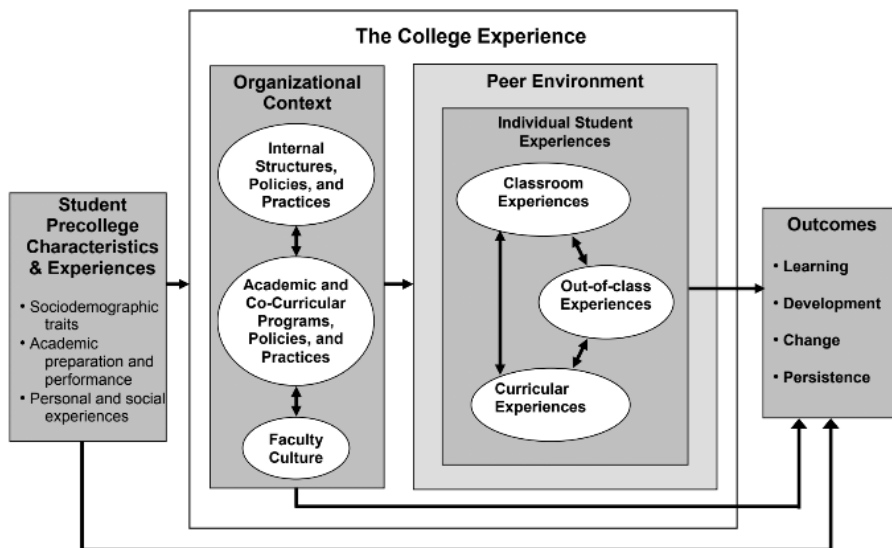 The College Experience
Student
Precollege
Characteristics
& Experiences
• Sociodemographic
traits
• Academic
preparation and
performance
• Personal and social
experiences
Organizational
Context
Internal
Structures,
Policies, and
Practices
Academic and
Co-Curricular
Programs,
Policies, and
Practices
Faculty
Culture
Peer Environment
Individual Student
Experiences
Classroom
Experiences
Out-of-class
Experiences
Curricular
Experiences
Outcomes
• Learning
• Development
• Change
• Persistence